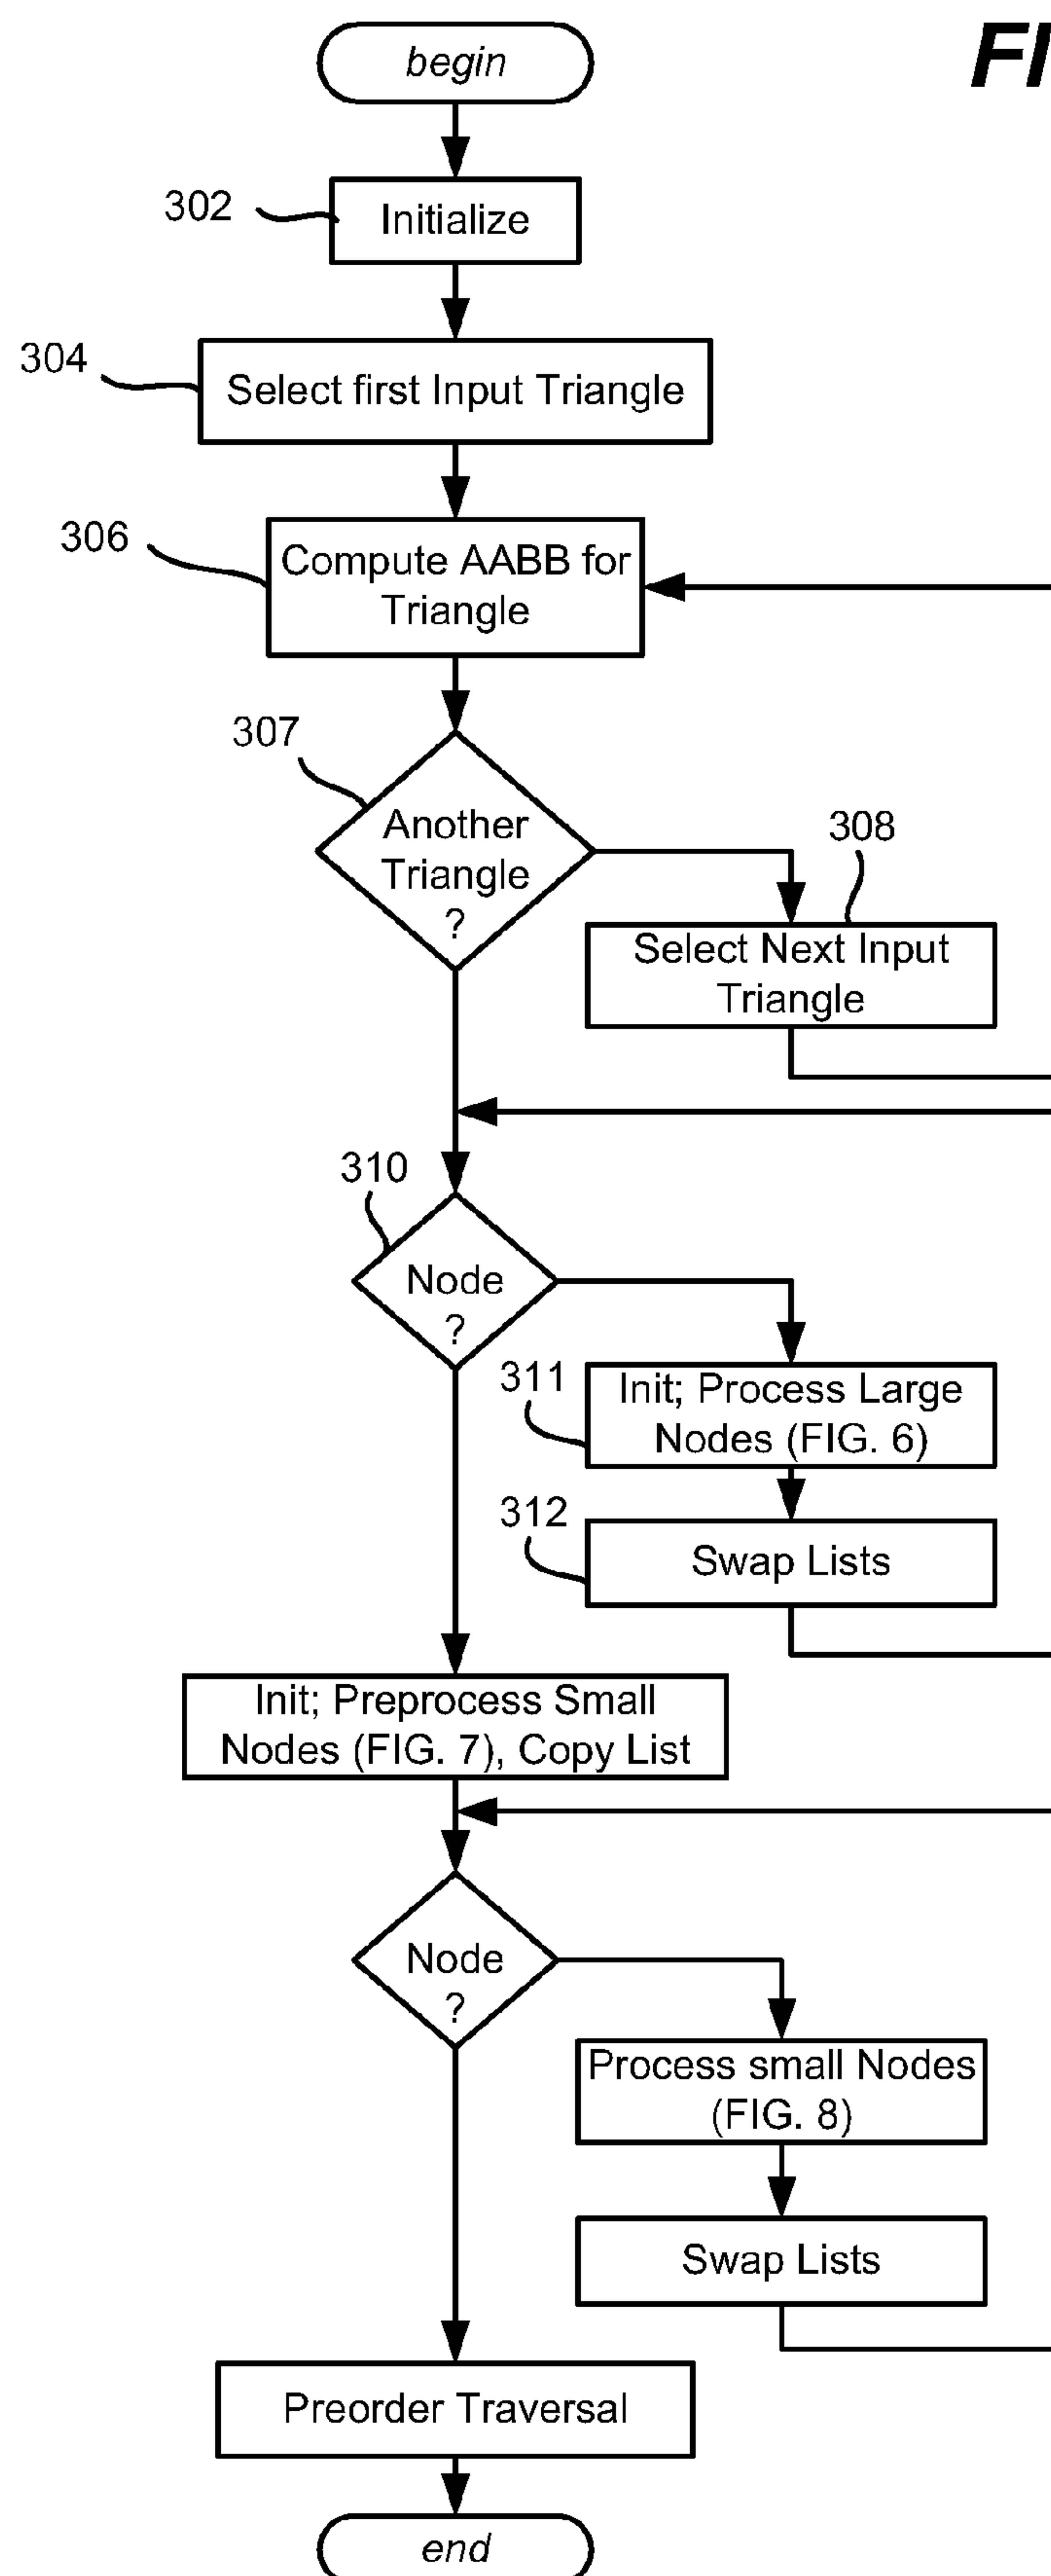 begin
FI
302
Initialize
304
Select first Input Triangle
306
Compute AABB for
Triangle
307
Another
Triangle
?
308
Select Next Input
Triangle
310
Node
?
311
Init; Process Large
Nodes (FIG. 6)
312
Swap Lists
Init; Preprocess Small
Nodes (FIG. 7), Copy List
Node
?
Process small Nodes
(FIG. 8)
Swap Lists
Preorder Traversal
end